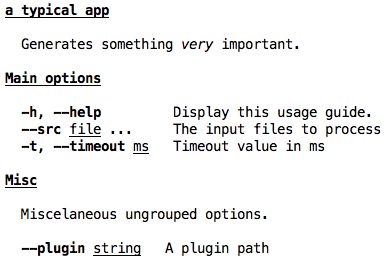 a typical app
Generates something very important.
Main options
-h, --help Display this usage guide.
--src file ... The input files to process
-t, --timeout ms Timeout value in ms
Misc
Miscelaneous ungrouped options.
--plugin string A plugin path